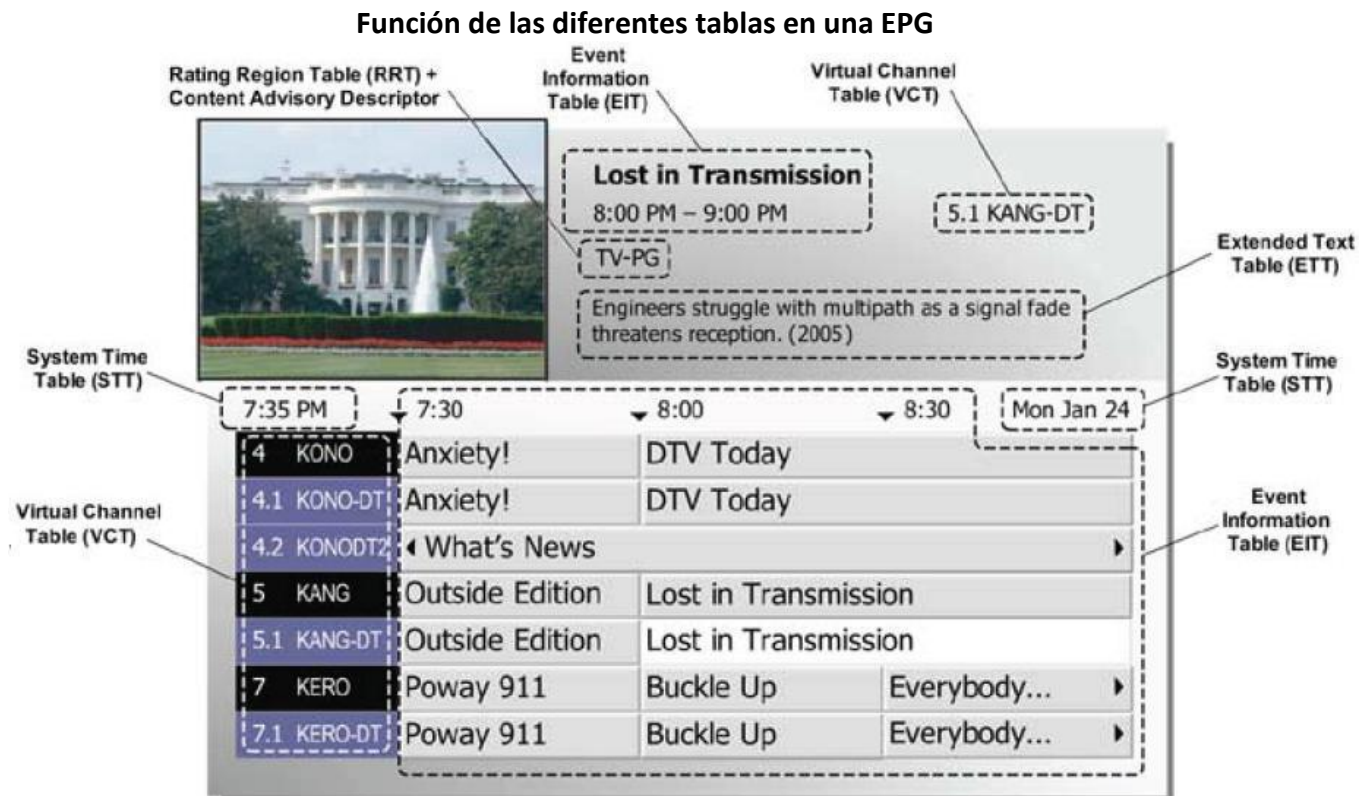 Función de las diferentes tablas en una EPG
Rating Region Table (RRT) +
Content Advisory Descriptor
Event
Information
Table (EIT)
Virtual Channel
Table (VCT)
Lost in Transmission
8:00 PM – 9:00 PM
5.1 KANG-DT
TV-PG
Extended Text
Table (ETT)
Engineers struggle with multipath as a signal fade
threatens reception. (2005)
System Time
Table (STT)
System Time
Table (STT)
7:35 PM 7:30 8:00 8:30 Mon Jan 24
4 KONO Anxiety! DTV Today
4.1 KONO-DT Anxiety! DTV Today
4.2 KONODT2 What's News
5 KANG Outside Edition Lost in Transmission
5.1 KANG-DT Outside Edition Lost in Transmission
7 KERO Poway 911 Buckle Up Everybody...
7.1 KERO-DT Poway 911 Buckle Up Everybody...
Virtual Channel
Table (VCT)
Event
Information
Table (EIT)